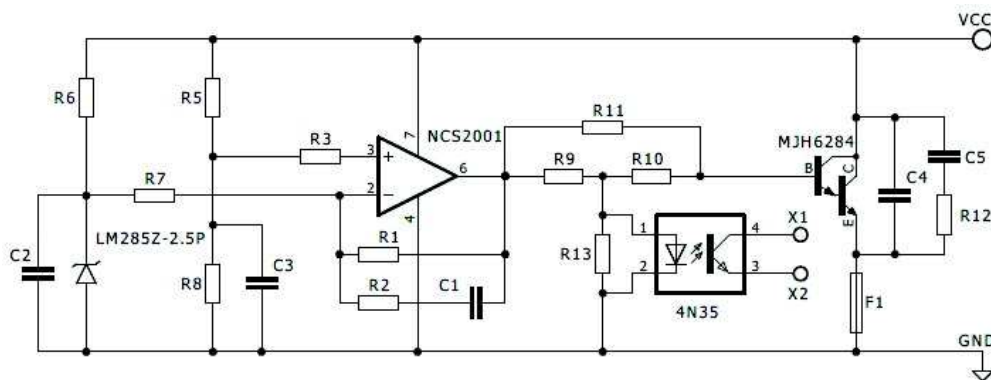 VCC
R6
R5
R11
R3
7
NCS2001
MJH6284
3
+
R9
R10
6
B
C
C5
R7
2
−
C4
4
E
R12
LM285Z-2.5P
R1
1
4
X1
C2
R13
C3
R8
R2
C1
2
3
X2
4N35
F1
GND